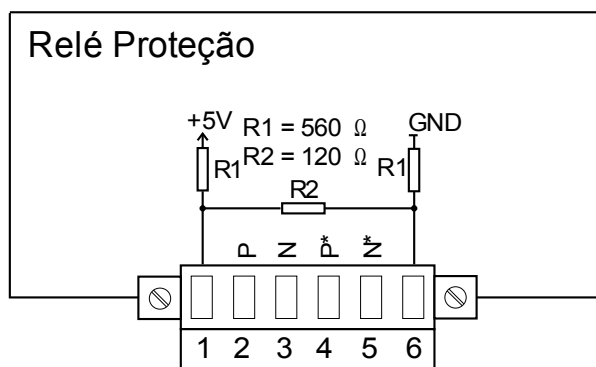 Relé Proteção
+5V R1 = 560 Ω GND
R2 = 120 Ω
R1 R1
R2
P N P* N*
1 2 3 4 5 6